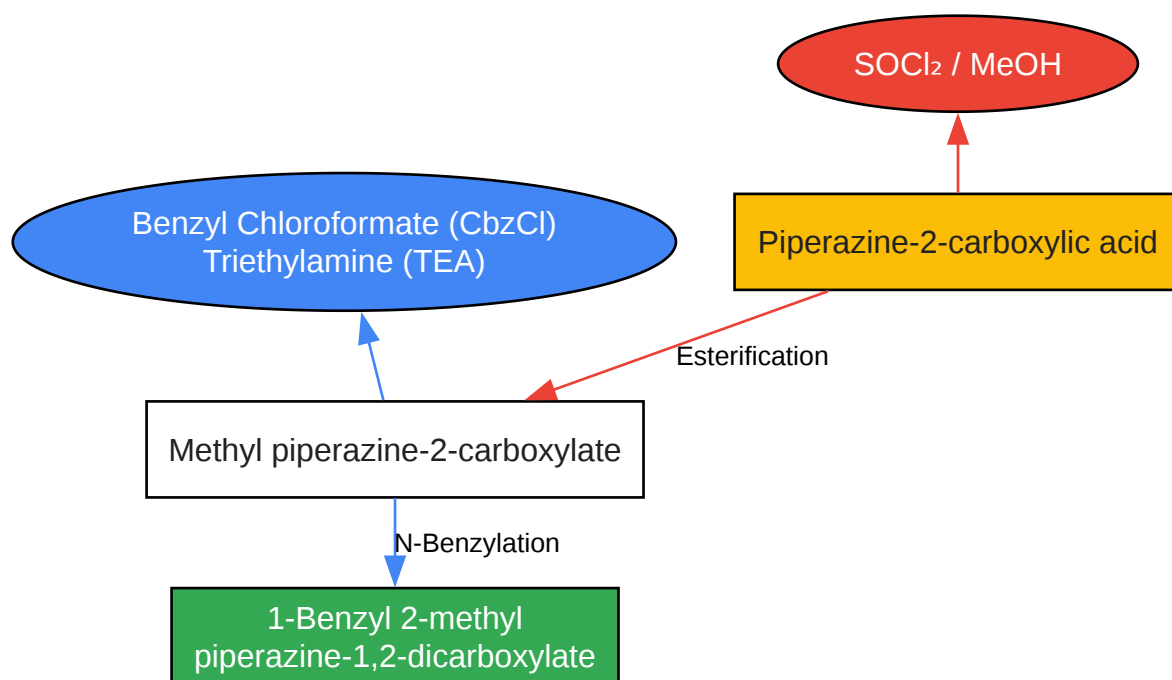 SOCl₂ / MeOH
Benzyl Chloroformate (CbzCl)
Triethylamine (TEA)
Piperazine-2-carboxylic acid
Esterification
Methyl piperazine-2-carboxylate
N-Benzylation
1-Benzyl 2-methyl
piperazine-1,2-dicarboxylate